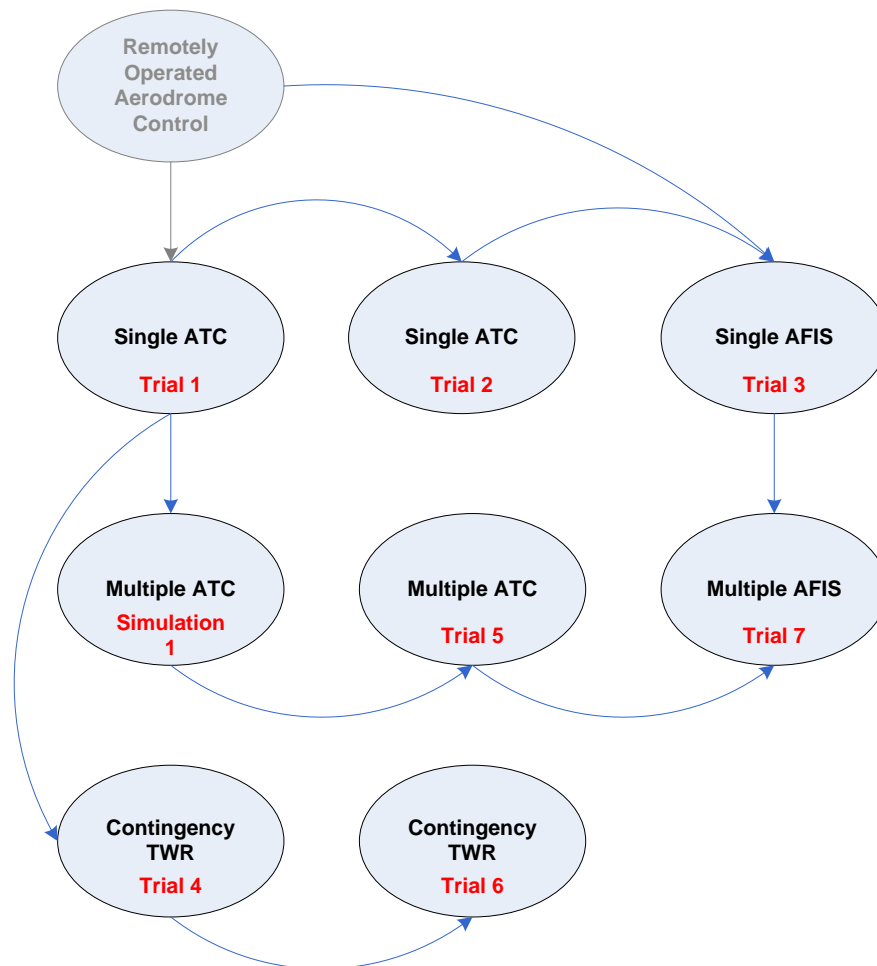 Remotely
Operated
Aerodrome
Control
Single ATC
Trial 1
Single ATC
Trial 2
Single AFIS
Trial 3
Multiple ATC
Simulation
1
Multiple ATC
Trial 5
Multiple AFIS
Trial 7
Contingency
TWR
Trial 4
Contingency
TWR
Trial 6